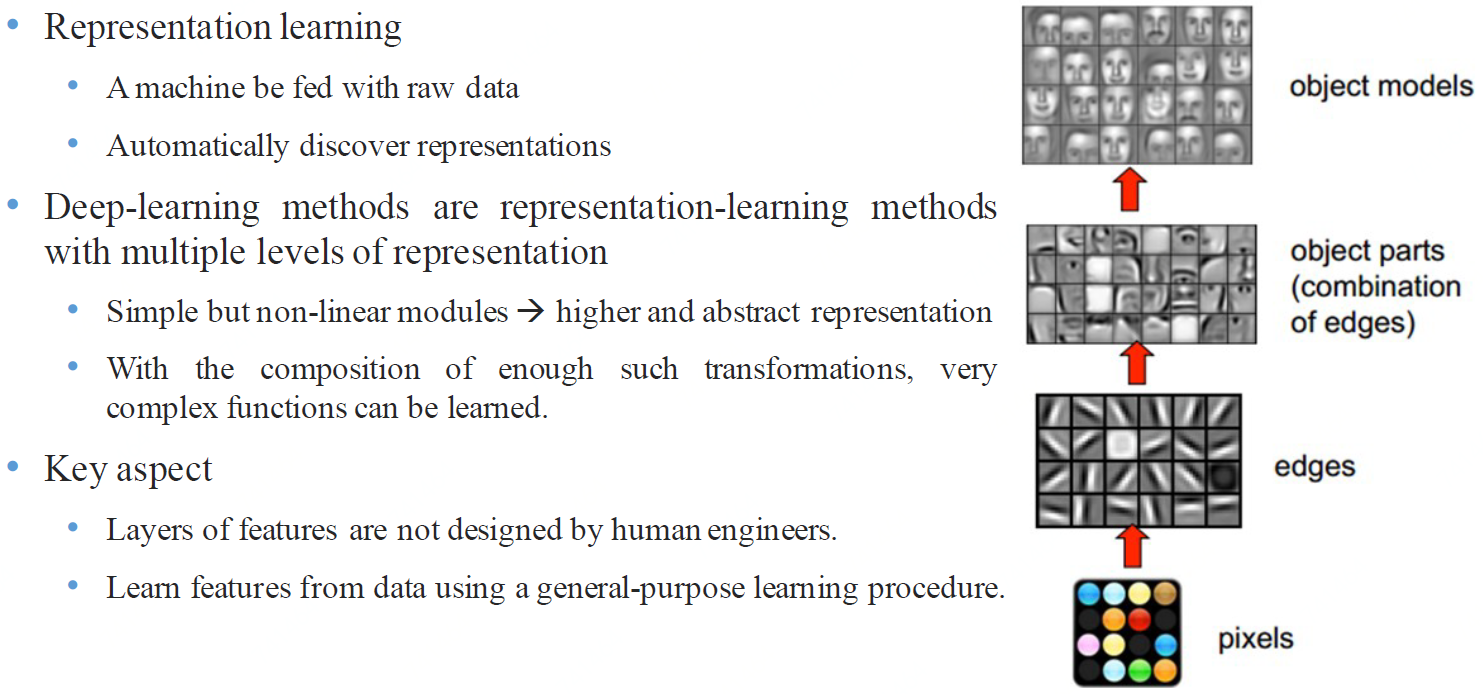 • Representation learning
• A machine be fed with raw data
• Automatically discover representations
• Deep-learning methods are representation-learning methods
with multiple levels of representation
• Simple but non-linear modules → higher and abstract representation
• With the composition of enough such transformations, very
complex functions can be learned.
• Key aspect
• Layers of features are not designed by human engineers.
• Learn features from data using a general-purpose learning procedure.
object models
object parts
(combination
of edges)
edges
pixels